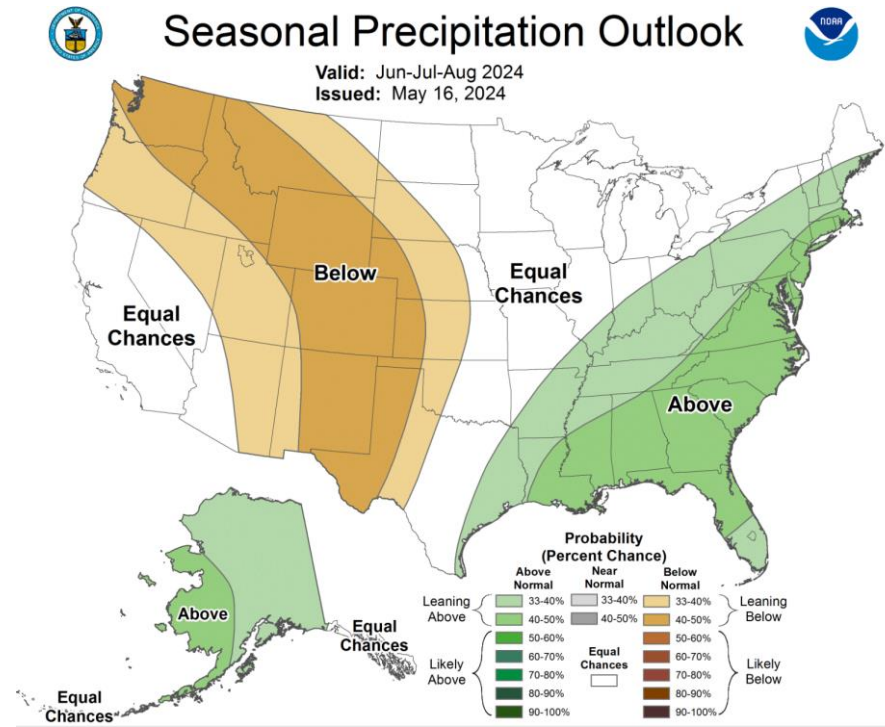 Seasonal Precipitation Outlook
NOAA
Valid: Jun-Jul-Aug 2024
Issued: May 16, 2024
Below
Equal
Chances
Equal
Chances
Above
Above
Equal
Chances
Equal
Chances
Probability
(Percent Chance)
Above
Normal
Near
Normal
Below
Normal
Leaning
Above
33-40%
33-40%
33-40%
Leaning
Below
40-50%
40-50%
40-50%
Likely
Above
50-60%
60-70%
70-80%
80-90%
90-100%
Equal
Chances
50-60%
60-70%
70-80%
80-90%
90-100%
Likely
Below